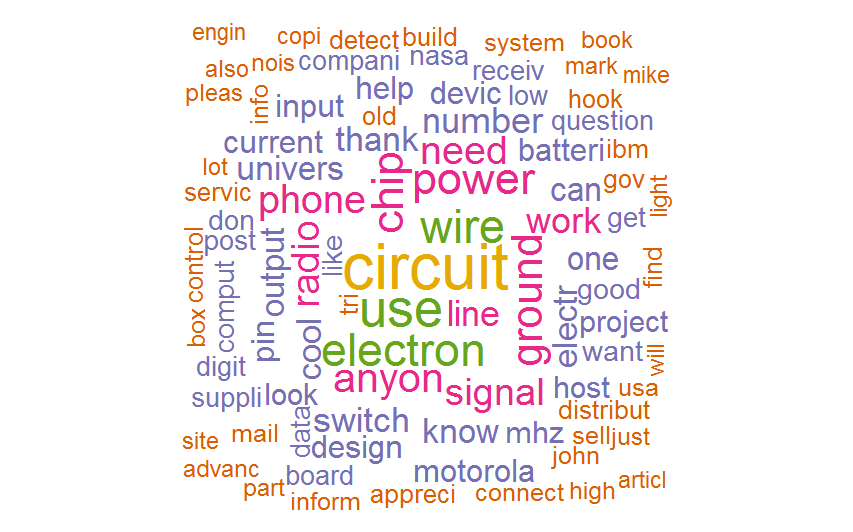 engin
copi
detect
build
system
book
also
nois
compani
nasa
receiv
mark
mike
pleas
info
input
help
old
devic
low
hook
number
question
current
thank
need
batteri
ibm
lot
univers
chip
power
can
gov
light
servic
phone
wire
work
get
don
post
output
radio
like
circuit
ground
one
find
box
control
comput
pin
cool
tri
use
line
electr
good
project
digit
electron
want
will
suppli
look
anyon
signal
host
usa
data
switch
distribut
site
mail
design
know
mhz
sell
just
john
advanc
part
board
inform
appreci
motorola
connect
high
articl